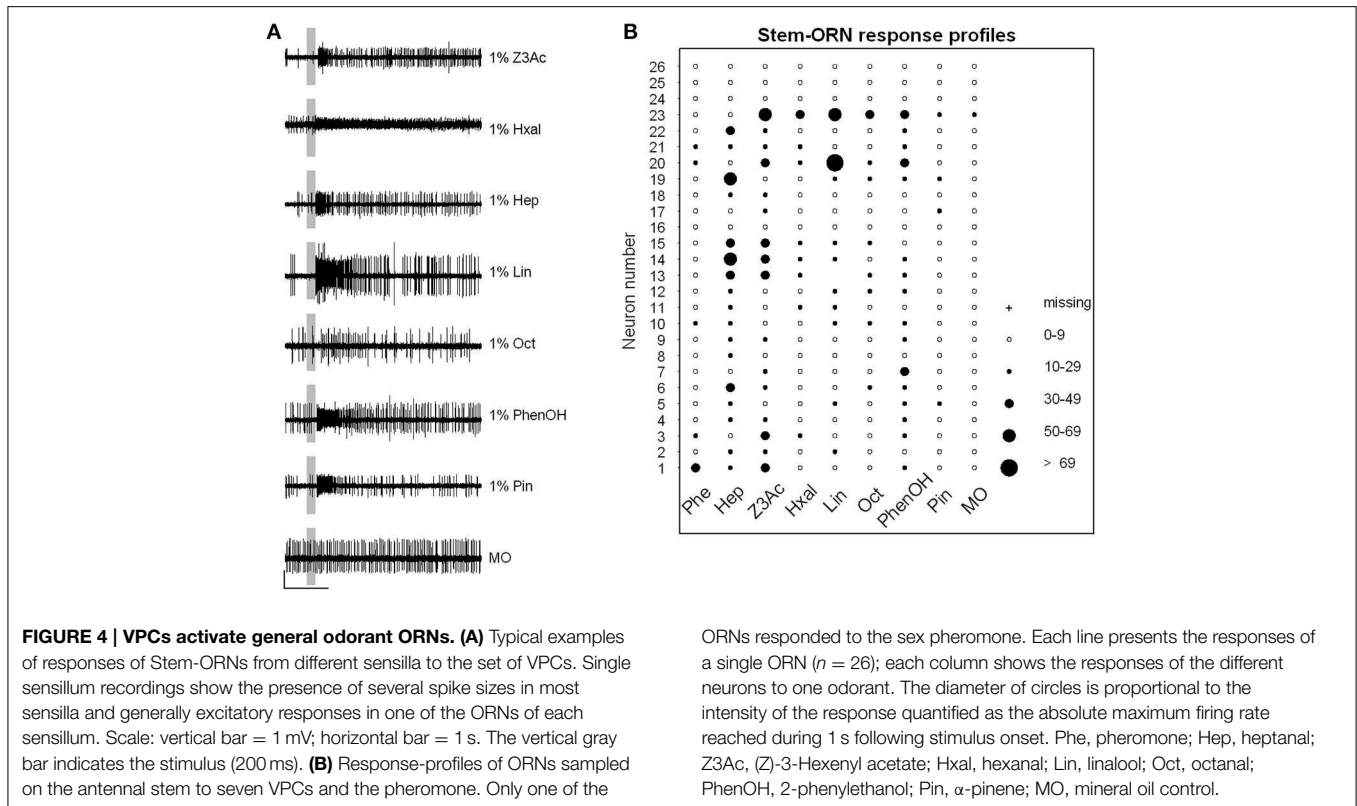 A
1% Z3Ac
1% Hxal
1% Hep
1% Lin
1% Oct
1% PhenOH
1% Pin
MO
B
Stem-ORN response profiles
Neuron number
26
25
24
23
22
21
20
19
18
17
16
15
14
13
12
11
10
9
8
7
6
5
4
3
2
1
Phe
Hep
Z3Ac
Hxal
Lin
Oct
PhenOH
Pin
MO
missing
0-9
10-29
30-49
50-69
> 69
FIGURE 4 | VPCs activate general odorant ORNs. (A) Typical examples
of responses of Stem-ORNs from different sensilla to the set of VPCs. Single
sensillum recordings show the presence of several spike sizes in most
sensilla and generally excitatory responses in one of the ORNs of each
sensillum. Scale: vertical bar = 1 mV; horizontal bar = 1 s. The vertical gray
bar indicates the stimulus (200 ms). (B) Response-profiles of ORNs sampled
on the antennal stem to seven VPCs and the pheromone. Only one of the
ORNs responded to the sex pheromone. Each line presents the responses of
a single ORN (n = 26); each column shows the responses of the different
neurons to one odorant. The diameter of circles is proportional to the
intensity of the response quantified as the absolute maximum firing rate
reached during 1 s following stimulus onset. Phe, pheromone; Hep, heptanal;
Z3Ac, (Z)-3-Hexenyl acetate; Hxal, hexanal; Lin, linalool; Oct, octanal;
PhenOH, 2-phenylethanol; Pin, α-pinene; MO, mineral oil control.